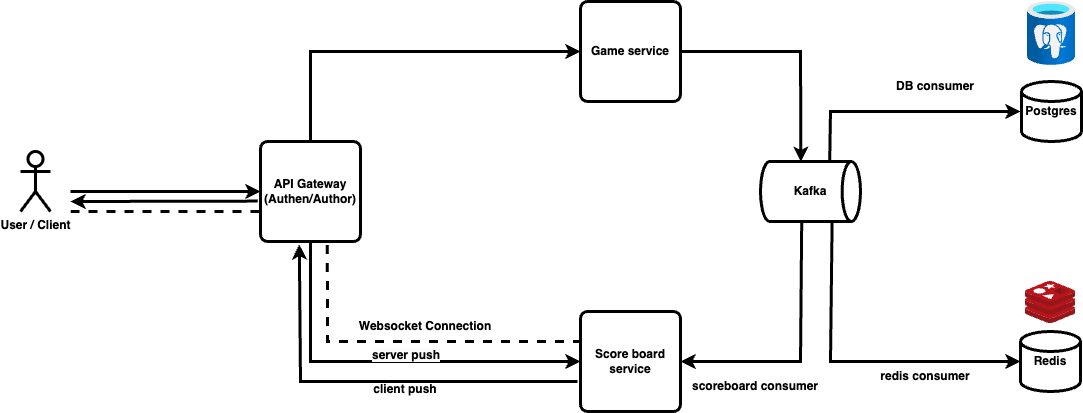 Game service
DB consumer
Postgres
API Gateway
(Authen/Author)
Kafka
User / Client
Websocket Connection
server push
client push
Score board
service
scoreboard consumer
redis consumer
Redis